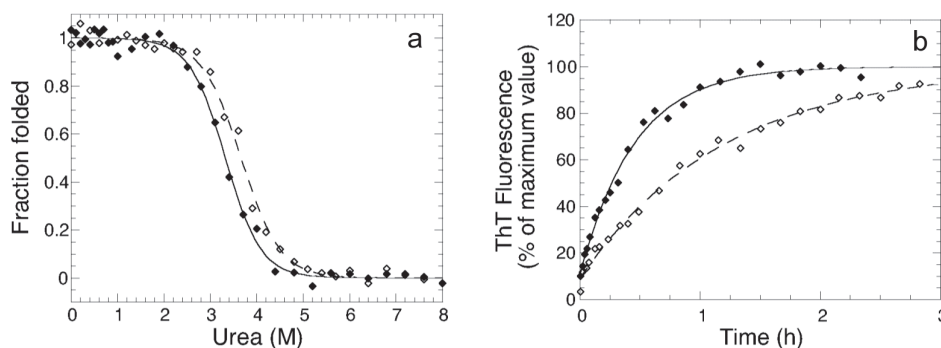 a
Fraction folded
1
0.8
0.6
0.4
0.2
0
0 1 2 3 4 5 6 7 8
Urea (M)
b
ThT Fluorescence
(% of maximum value)
120
100
80
60
40
20
0
0 1 2 3
Time (h)